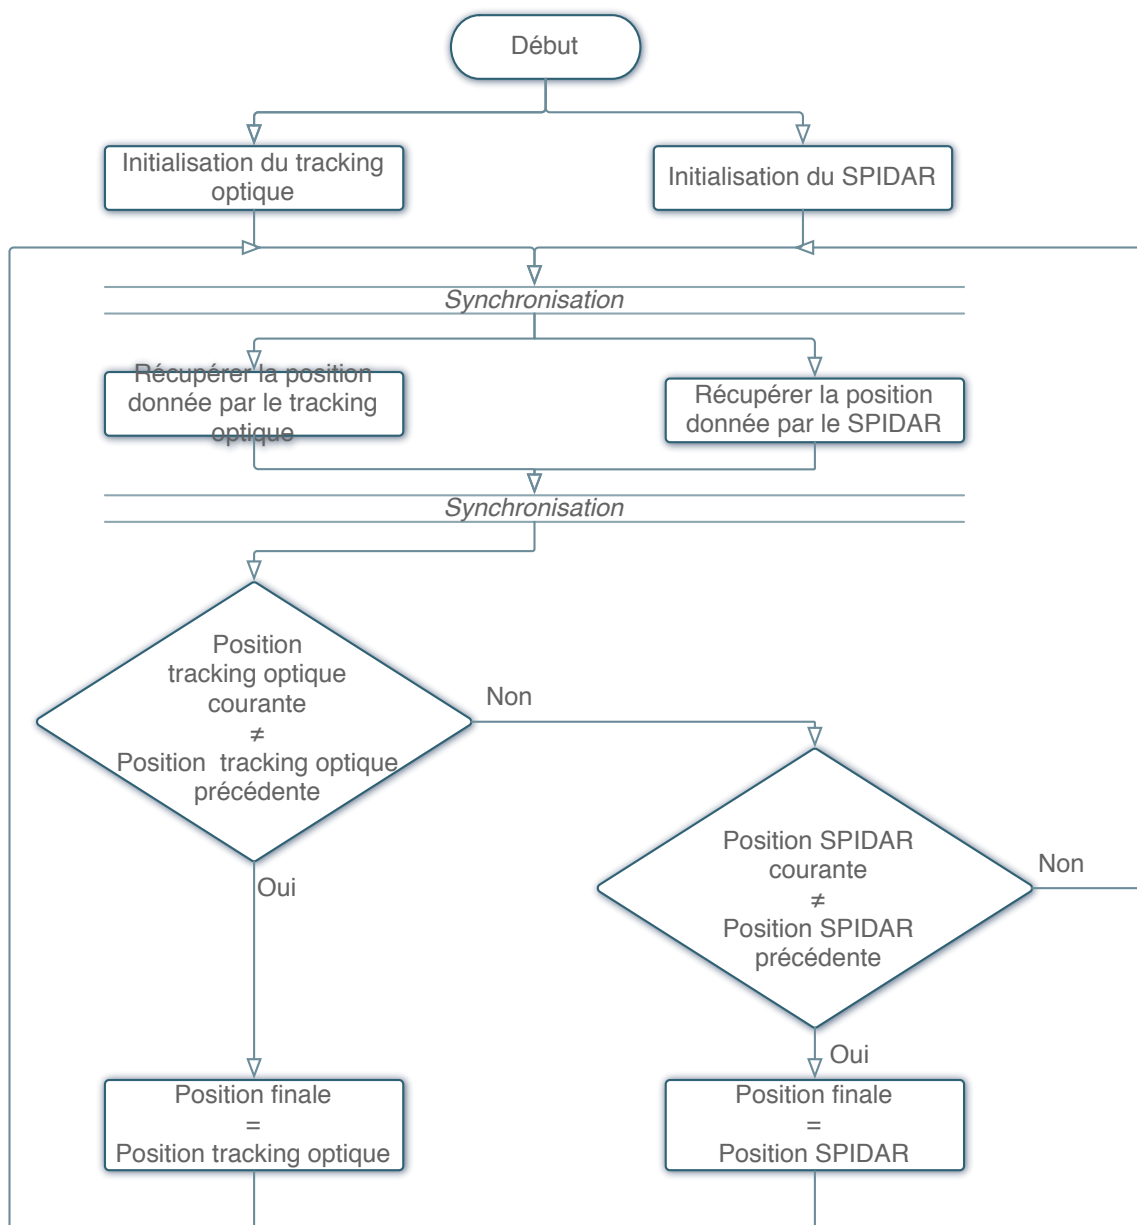 Début
Initialisation du tracking
optique
Initialisation du SPIDAR
Synchronisation
Récupérer la position
donnée par le tracking
optique
Récupérer la position
donnée par le SPIDAR
Synchronisation
Position
tracking optique
courante
≠
Position  tracking optique
précédente
Non
Position SPIDAR
courante
≠
Position SPIDAR
précédente
Non
Oui
Oui
Position finale
=
Position tracking optique
Position finale
=
Position SPIDAR